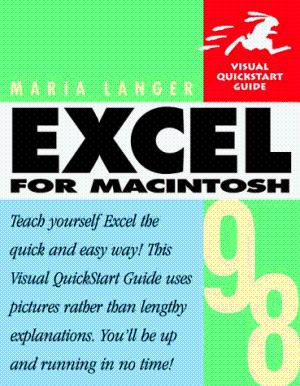 VISUAL
QUICKSTART
GUIDE
MARIA LANGER
EXCEL
FOR MACINTOSH
98
Teach yourself Excel the
quick and easy way! This
Visual QuickStart Guide uses
pictures rather than lengthy
explanations. You'll be up
and running in no time!